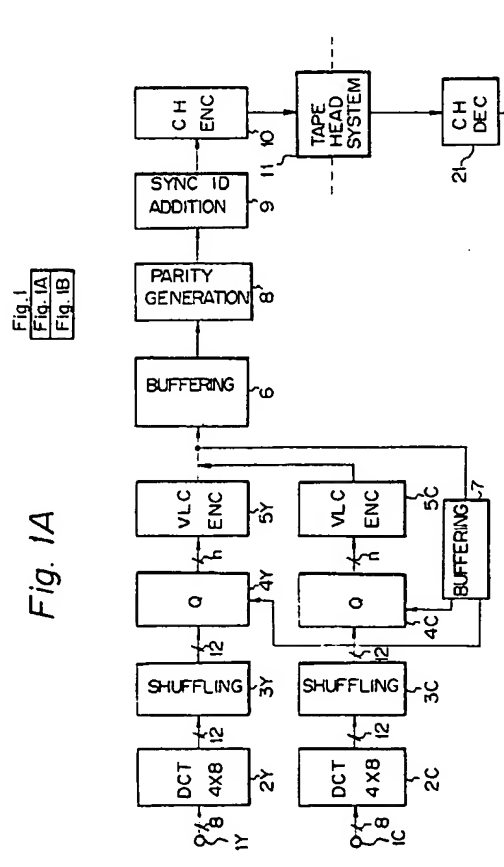 Fig. 1A
Fig. 1
Fig. 1A
Fig. 1B
1Y
8
DCT
4X8
2Y
12
SHUFFLING
3Y
12
Q
4Y
n
VLC
ENC
5Y
BUFFERING
6
PARITY
GENERATION
8
SYNC ID
ADDITION
9
CH
ENC
10
TAPE
HEAD
SYSTEM
11
CH
DEC
21
1C
8
DCT
4X8
2C
12
SHUFFLING
3C
12
Q
4C
n
VLC
ENC
5C
BUFFERING
7